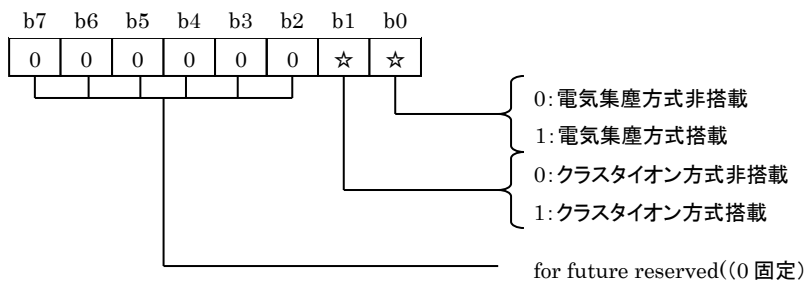 b7 b6 b5 b4 b3 b2 b1 b0
0 0 0 0 0 0 ☆ ☆
0:電気集塵方式非搭載
1:電気集塵方式搭載
0:クラスタイオン方式非搭載
1:クラスタイオン方式搭載
for future reserved((0 固定)